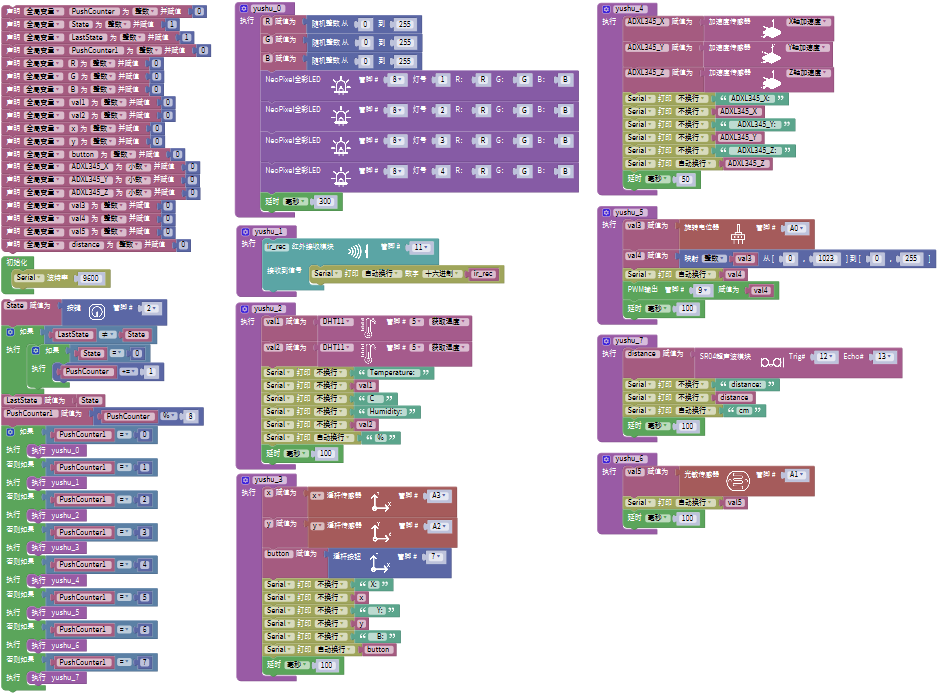 声明 全局变量 PushCounter 为 整数 并赋值 0
声明 全局变量 State 为 整数 并赋值 1
声明 全局变量 LastState 为 整数 并赋值 1
声明 全局变量 PushCounter1 为 整数 并赋值 0
声明 全局变量 R 为 整数 并赋值 0
声明 全局变量 G 为 整数 并赋值 0
声明 全局变量 B 为 整数 并赋值 0
声明 全局变量 val1 为 整数 并赋值 0
声明 全局变量 val2 为 整数 并赋值 0
声明 全局变量 x 为 整数 并赋值 0
声明 全局变量 y 为 整数 并赋值 0
声明 全局变量 button 为 整数 并赋值 0
声明 全局变量 ADXL345_X 为 小数 并赋值 0
声明 全局变量 ADXL345_Y 为 小数 并赋值 0
声明 全局变量 ADXL345_Z 为 小数 并赋值 0
声明 全局变量 val3 为 整数 并赋值 0
声明 全局变量 val4 为 整数 并赋值 0
声明 全局变量 val5 为 整数 并赋值 0
声明 全局变量 distance 为 整数 并赋值 0
初始化
Serial 波特率 9600
State 赋值为 按键 管脚# 2
如果 LastState ≠ State
执行 如果 State = 0
执行 PushCounter += 1
LastState 赋值为 State
PushCounter1 赋值为 PushCounter % 8
如果 PushCounter1 = 0
执行 执行 yushu_0
否则如果 PushCounter1 = 1
执行 执行 yushu_1
否则如果 PushCounter1 = 2
执行 执行 yushu_2
否则如果 PushCounter1 = 3
执行 执行 yushu_3
否则如果 PushCounter1 = 4
执行 执行 yushu_4
否则如果 PushCounter1 = 5
执行 执行 yushu_5
否则如果 PushCounter1 = 6
执行 执行 yushu_6
否则如果 PushCounter1 = 7
执行 执行 yushu_7
yushu_0
执行 R 赋值为 随机整数 从 0 到 255
G 赋值为 随机整数 从 0 到 255
B 赋值为 随机整数 从 0 到 255
NeoPixel全彩LED 管脚# 8 灯号 1 R: R G: G B: B
NeoPixel全彩LED 管脚# 8 灯号 2 R: R G: G B: B
NeoPixel全彩LED 管脚# 8 灯号 3 R: R G: G B: B
NeoPixel全彩LED 管脚# 8 灯号 4 R: R G: G B: B
延时 毫秒 300
yushu_1
执行 ir_rec 红外接收模块 管脚# 11
接收到信号 Serial 打印 自动换行 数字 十六进制 ir_rec
yushu_2
执行 val1 赋值为 DHT11 管脚# 5 获取温度
val2 赋值为 DHT11 管脚# 5 获取湿度
Serial 打印 不换行 “ Temperature: ”
Serial 打印 不换行 val1
Serial 打印 不换行 “ C ”
Serial 打印 不换行 “ Humidity: ”
Serial 打印 不换行 val2
Serial 打印 自动换行 “ % ”
延时 毫秒 100
yushu_3
执行 x 赋值为 x 摇杆传感器 管脚# A3
y 赋值为 y 摇杆传感器 管脚# A2
button 赋值为 摇杆按钮 管脚# 7
Serial 打印 不换行 “ X: ”
Serial 打印 不换行 x
Serial 打印 不换行 “ Y: ”
Serial 打印 不换行 y
Serial 打印 不换行 “ B: ”
Serial 打印 自动换行 button
延时 毫秒 100
yushu_4
执行 ADXL345_X 赋值为 加速度传感器 X轴加速度
ADXL345_Y 赋值为 加速度传感器 Y轴加速度
ADXL345_Z 赋值为 加速度传感器 Z轴加速度
Serial 打印 不换行 “ ADXL345_X: ”
Serial 打印 不换行 ADXL345_X
Serial 打印 不换行 “ ADXL345_Y: ”
Serial 打印 不换行 ADXL345_Y
Serial 打印 不换行 “ ADXL345_Z: ”
Serial 打印 自动换行 ADXL345_Z
延时 毫秒 50
yushu_5
执行 val3 赋值为 旋转电位器 管脚# A0
val4 赋值为 映射 整数 val3 从[ 0 , 1023 ]到[ 0 , 255 ]
Serial 打印 自动换行 val4
PWM输出 管脚# 9 赋值为 val4
延时 毫秒 100
yushu_7
执行 distance 赋值为 SR04超声波模块 Trig# 12 Echo# 13
Serial 打印 不换行 “ distance: ”
Serial 打印 不换行 distance
Serial 打印 自动换行 “ cm ”
延时 毫秒 100
yushu_6
执行 val5 赋值为 光敏传感器 管脚# A1
Serial 打印 自动换行 val5
延时 毫秒 100